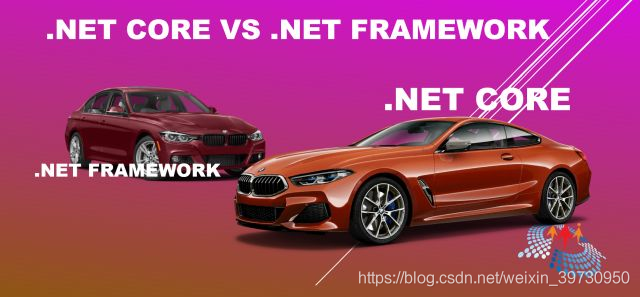 .NET CORE VS .NET FRAMEWORK
.NET CORE
.NET FRAMEWORK
https://blog.csdn.net/weixin_39730950